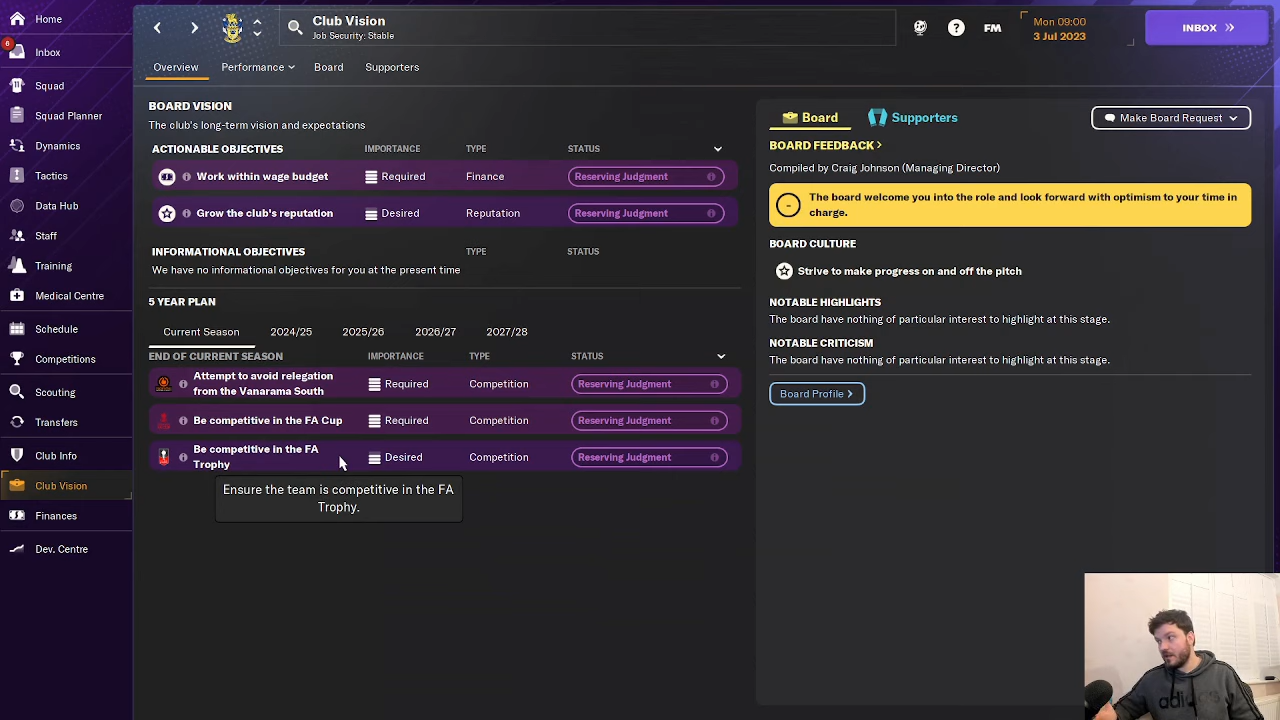 Home
6
Inbox
Squad
Squad Planner
Dynamics
Tactics
Data Hub
Staff
Training
Medical Centre
Schedule
Competitions
Scouting
Transfers
Club Info
Club Vision
Finances
Dev. Centre
Club Vision
Job Security: Stable
?
FM
Mon 09:00
3 Jul 2023
INBOX
Overview
Performance
Board
Supporters
BOARD VISION
The club's long-term vision and expectations
ACTIONABLE OBJECTIVES IMPORTANCE TYPE STATUS
Work within wage budget Required Finance Reserving Judgment
Grow the club's reputation Desired Reputation Reserving Judgment
INFORMATIONAL OBJECTIVES TYPE STATUS
We have no informational objectives for you at the present time
5 YEAR PLAN
Current Season 2024/25 2025/26 2026/27 2027/28
END OF CURRENT SEASON IMPORTANCE TYPE STATUS
Attempt to avoid relegation
from the Vanarama South Required Competition Reserving Judgment
Be competitive in the FA Cup Required Competition Reserving Judgment
Be competitive in the FA
Trophy Desired Competition Reserving Judgment
Ensure the team is competitive in the FA
Trophy.
Board Supporters Make Board Request
BOARD FEEDBACK
Compiled by Craig Johnson (Managing Director)
The board welcome you into the role and look forward with optimism to your time in
charge.
BOARD CULTURE
Strive to make progress on and off the pitch
NOTABLE HIGHLIGHTS
The board have nothing of particular interest to highlight at this stage.
NOTABLE CRITICISM
The board have nothing of particular interest to highlight at this stage.
Board Profile
adidas